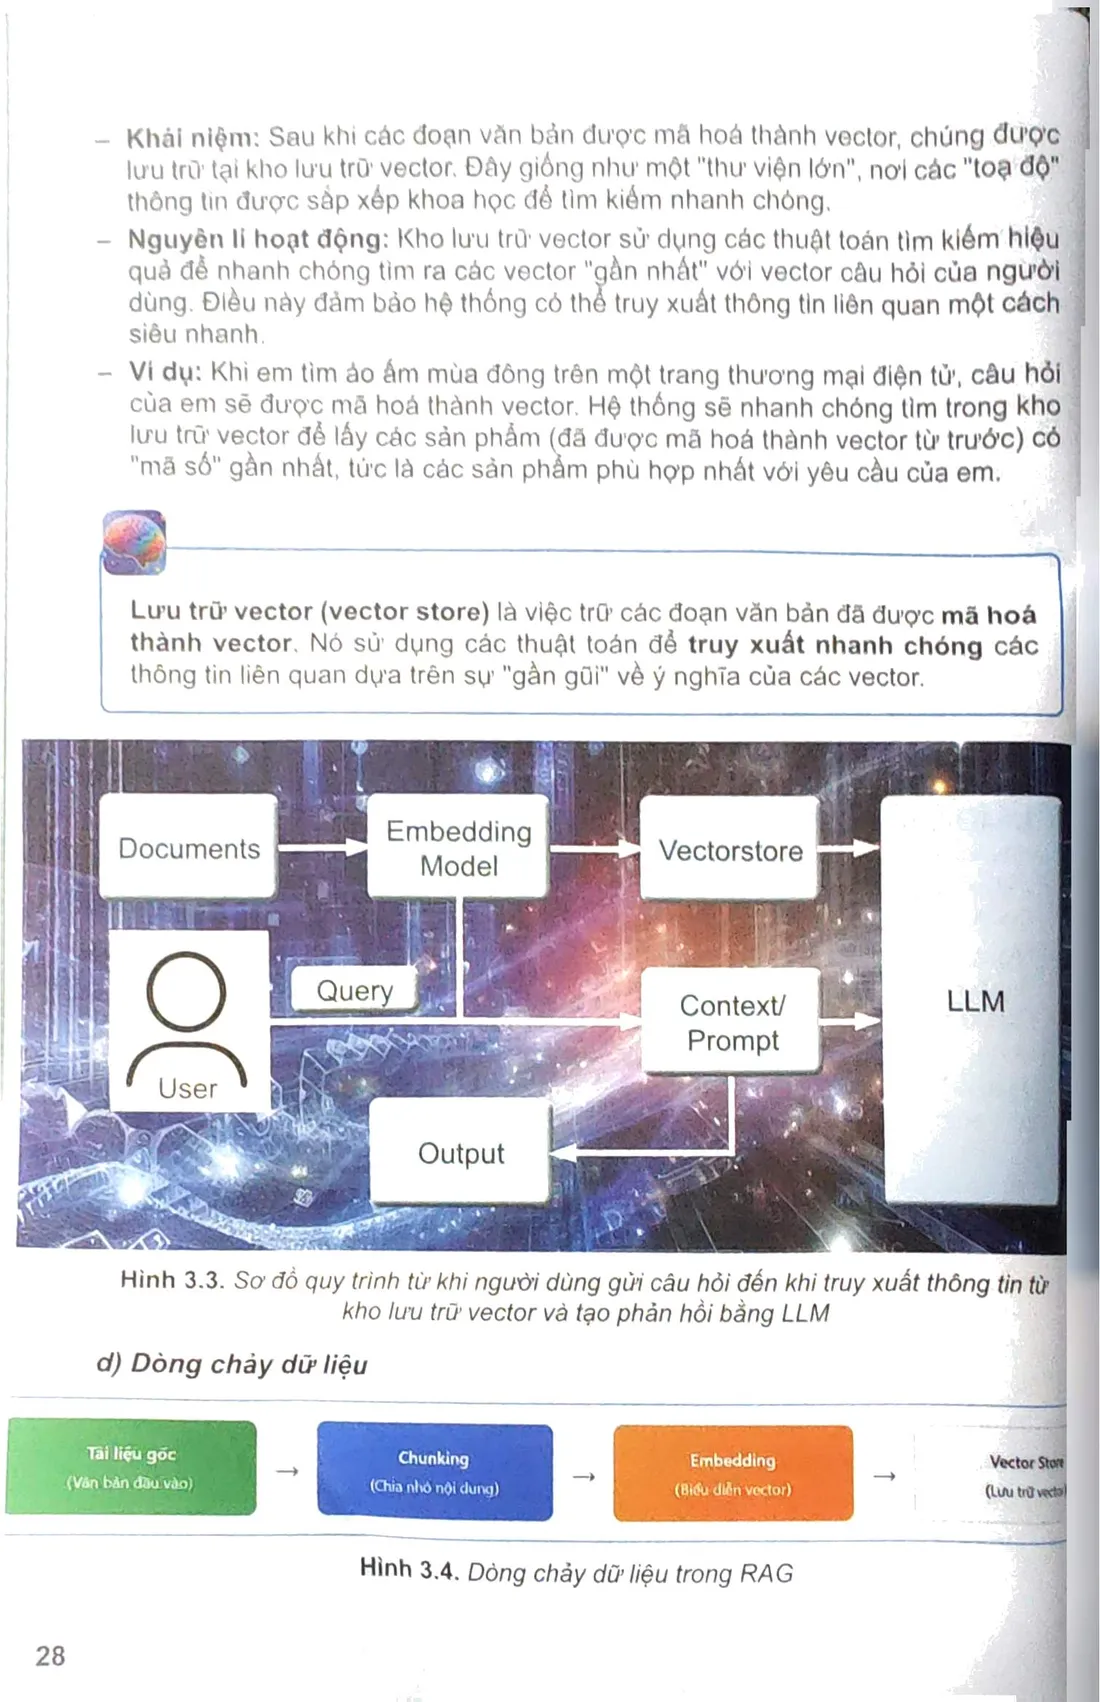 – Khái niệm: Sau khi các đoạn văn bản được mã hoá thành vector, chúng được
lưu trữ tại kho lưu trữ vector. Đây giống như một "thư viện lớn", nơi các "toạ độ"
thông tin được sắp xếp khoa học để tìm kiếm nhanh chóng.
– Nguyên lí hoạt động: Kho lưu trữ vector sử dụng các thuật toán tìm kiếm hiệu
quả để nhanh chóng tìm ra các vector "gần nhất" với vector câu hỏi của người
dùng. Điều này đảm bảo hệ thống có thể truy xuất thông tin liên quan một cách
siêu nhanh.
– Ví dụ: Khi em tìm áo ấm mùa đông trên một trang thương mại điện tử, câu hỏi
của em sẽ được mã hoá thành vector. Hệ thống sẽ nhanh chóng tìm trong kho
lưu trữ vector để lấy các sản phẩm (đã được mã hoá thành vector từ trước) có
"mã số" gần nhất, tức là các sản phẩm phù hợp nhất với yêu cầu của em.
Lưu trữ vector (vector store) là việc trữ các đoạn văn bản đã được mã hoá
thành vector. Nó sử dụng các thuật toán để truy xuất nhanh chóng các
thông tin liên quan dựa trên sự "gần gũi" về ý nghĩa của các vector.
Documents
Embedding
Model
Vectorstore
LLM
Query
User
Context/
Prompt
Output
Hình 3.3. Sơ đồ quy trình từ khi người dùng gửi câu hỏi đến khi truy xuất thông tin từ
kho lưu trữ vector và tạo phản hồi bằng LLM
d) Dòng chảy dữ liệu
Tài liệu gốc
(Văn bản đầu vào)
→
Chunking
(Chia nhỏ nội dung)
→
Embedding
(Biểu diễn vector)
→
Vector Store
(Lưu trữ vecto
Hình 3.4. Dòng chảy dữ liệu trong RAG
28